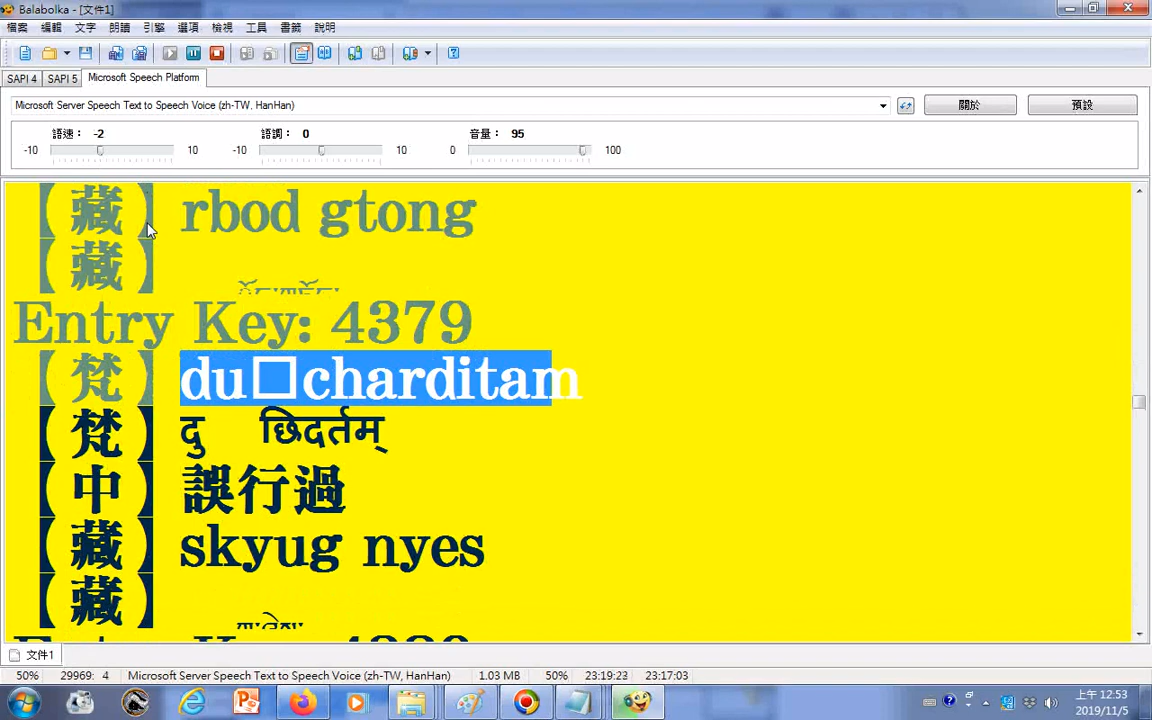 Balabolka - [文件1]
檔案 編輯 文字 朗讀 引擎 選項 檢視 工具 書籤 說明
SAPI 4 SAPI 5 Microsoft Speech Platform
Microsoft Server Speech Text to Speech Voice (zh-TW, HanHan) 關於 預設
語速： -2 語調： 0 音量： 95
-10 10 -10 10 0 100
【藏】 rbod gtong
【藏】
Entry Key: 4379
【梵】 du□charditam
【梵】 दु छिदर्तम्
【中】 誤行過
【藏】 skyug nyes
【藏】
文件1
50% 29969: 4 Microsoft Server Speech Text to Speech Voice (zh-TW, HanHan) 1.03 MB 50% 23:19:23 23:17:03
上午 12:53
2019/11/5